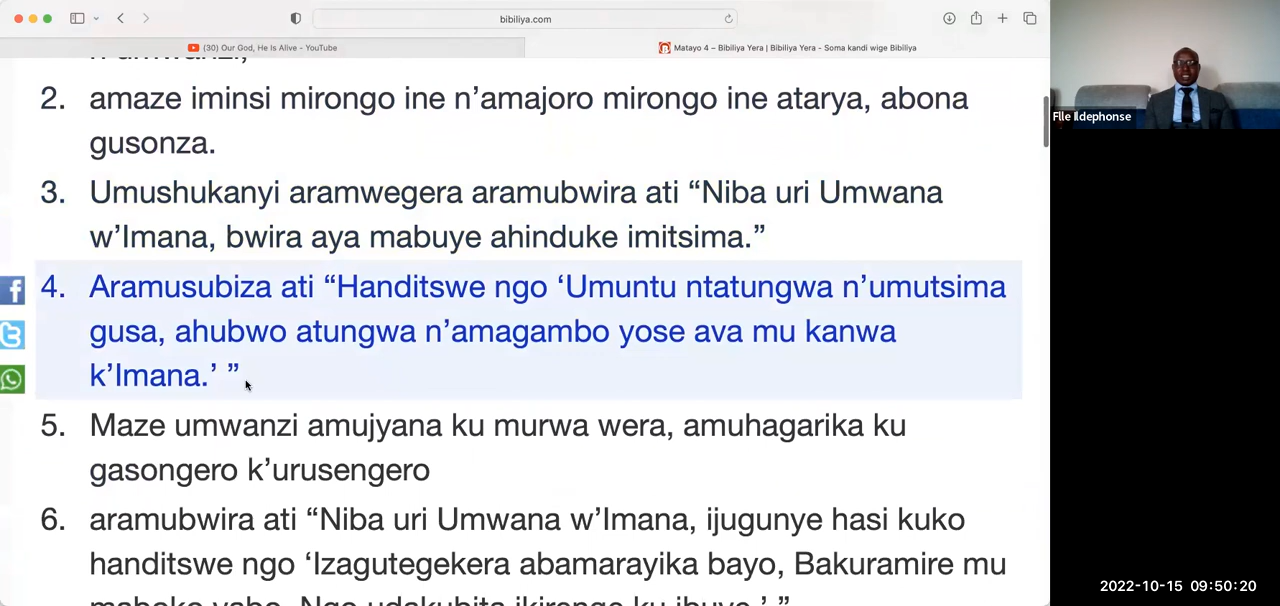 bibiliya.com
(30) Our God, He Is Alive - YouTube
Matayo 4 – Bibiliya Yera | Bibiliya Yera - Soma kandi wige Bibiliya
2. amaze iminsi mirongo ine n’amajoro mirongo ine atarya, abona
gusonza.
3. Umushukanyi aramwegera aramubwira ati “Niba uri Umwana
w’Imana, bwira aya mabuye ahinduke imitsima.”
4. Aramusubiza ati “Handitswe ngo ‘Umuntu ntatungwa n’umutsima
gusa, ahubwo atungwa n’amagambo yose ava mu kanwa
k’Imana.’ ”
5. Maze umwanzi amujyana ku murwa wera, amuhagarika ku
gasongero k’urusengero
6. aramubwira ati “Niba uri Umwana w’Imana, ijugunye hasi kuko
handitswe ngo ‘Izagutegekera abamarayika bayo, Bakuramire mu
Flle Ildephonse
2022-10-15 09:50:20